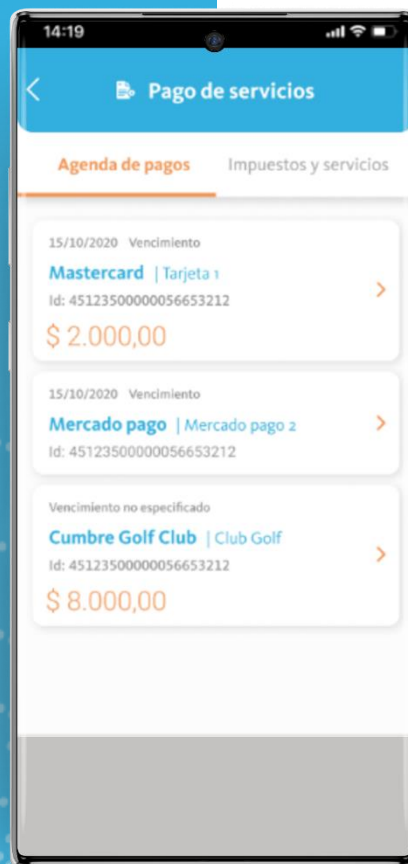 14:19
Pago de servicios
Agenda de pagos Impuestos y servicios
15/10/2020 Vencimiento
Mastercard | Tarjeta 1
Id: 45123500000056653212
$ 2.000,00
15/10/2020 Vencimiento
Mercado pago | Mercado pago 2
Id: 45123500000056653212
Vencimiento no especificado
Cumbre Golf Club | Club Golf
Id: 45123500000056653212
$ 8.000,00